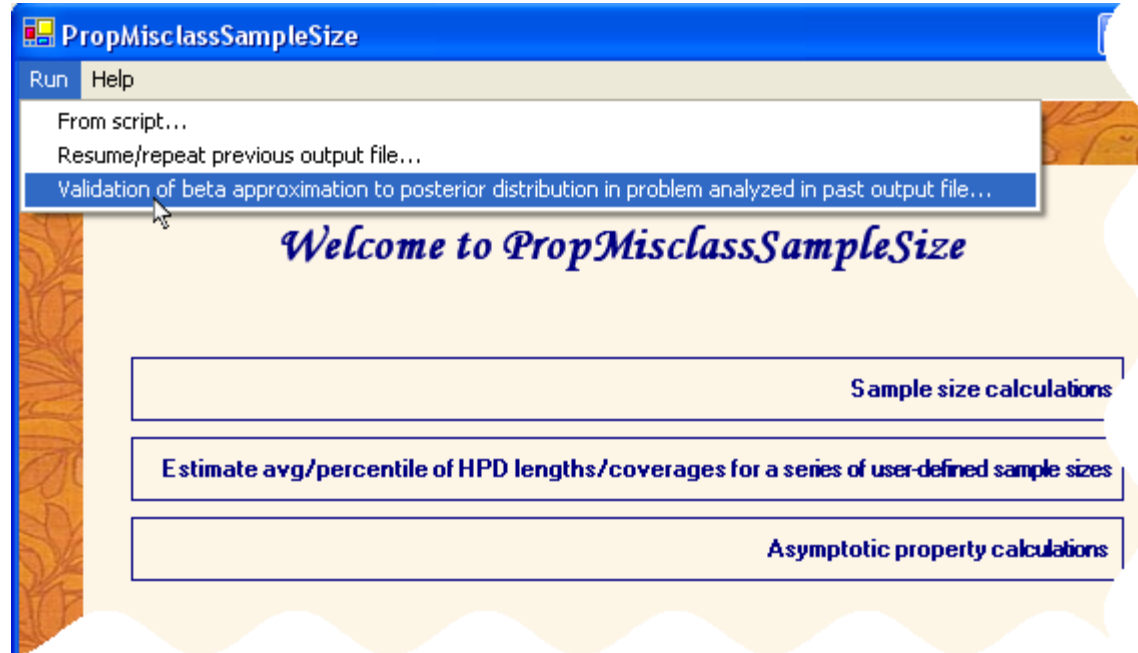 PropMisclassSampleSize
Run Help
From script...
Resume/repeat previous output file...
Validation of beta approximation to posterior distribution in problem analyzed in past output file...
Welcome to PropMisclassSampleSize
Sample size calculations
Estimate avg/percentile of HPD lengths/coverages for a series of user-defined sample sizes
Asymptotic property calculations